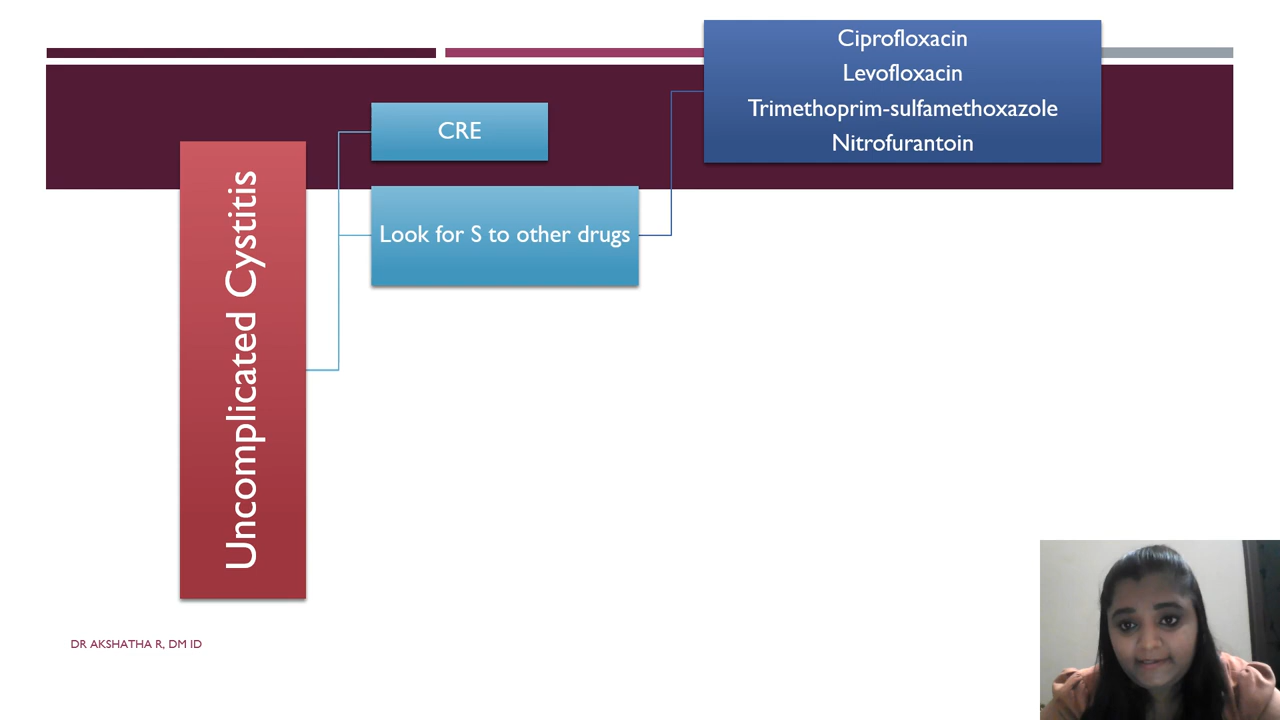 Uncomplicated Cystitis
CRE
Look for S to other drugs
Ciprofloxacin
Levofloxacin
Trimethoprim-sulfamethoxazole
Nitrofurantoin
DR AKSHATHA R, DM ID